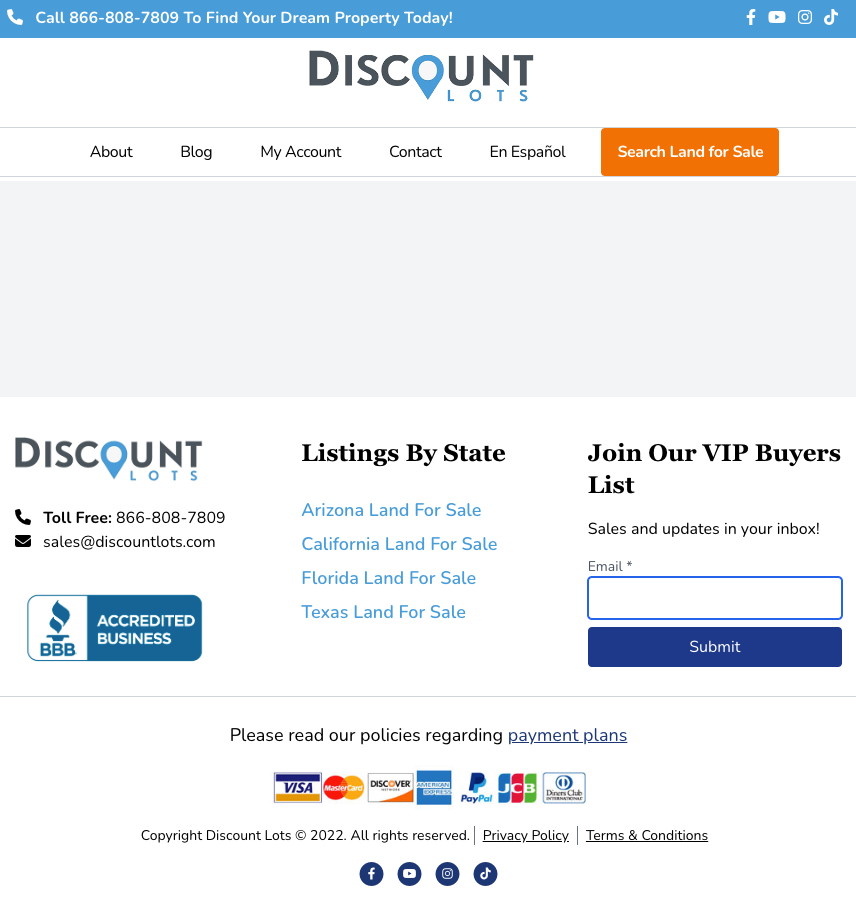 Call 866-808-7809 To Find Your Dream Property Today!
DISCOUNT
LOTS
About Blog My Account Contact En Español Search Land for Sale
DISCOUNT
LOTS
Toll Free: 866-808-7809
sales@discountlots.com
BBB
ACCREDITED
BUSINESS
Listings By State
Arizona Land For Sale
California Land For Sale
Florida Land For Sale
Texas Land For Sale
Join Our VIP Buyers
List
Sales and updates in your inbox!
Email *
Submit
Please read our policies regarding payment plans
VISA MasterCard DISCOVER NETWORK AMERICAN EXPRESS PayPal JCB Diners Club INTERNATIONAL
Copyright Discount Lots © 2022. All rights reserved. Privacy Policy Terms & Conditions